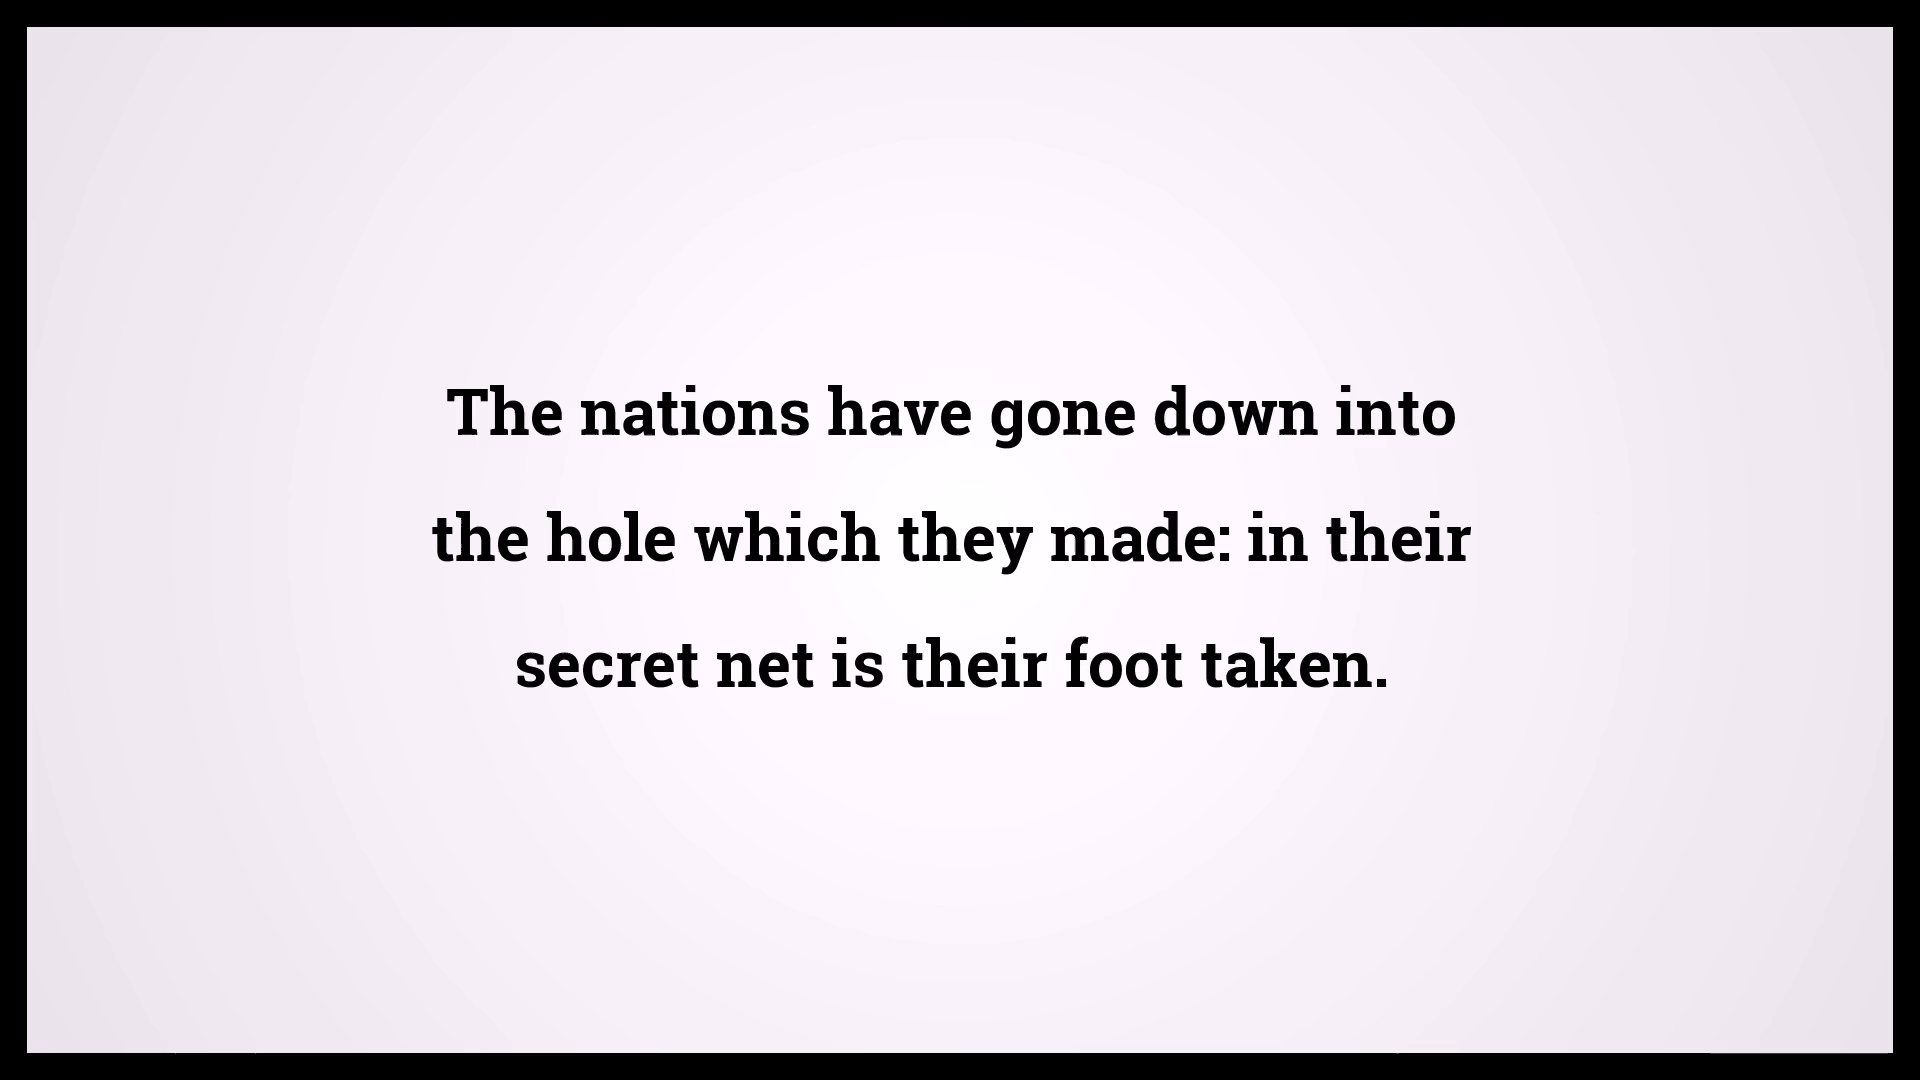 The nations have gone down into
the hole which they made: in their
secret net is their foot taken.